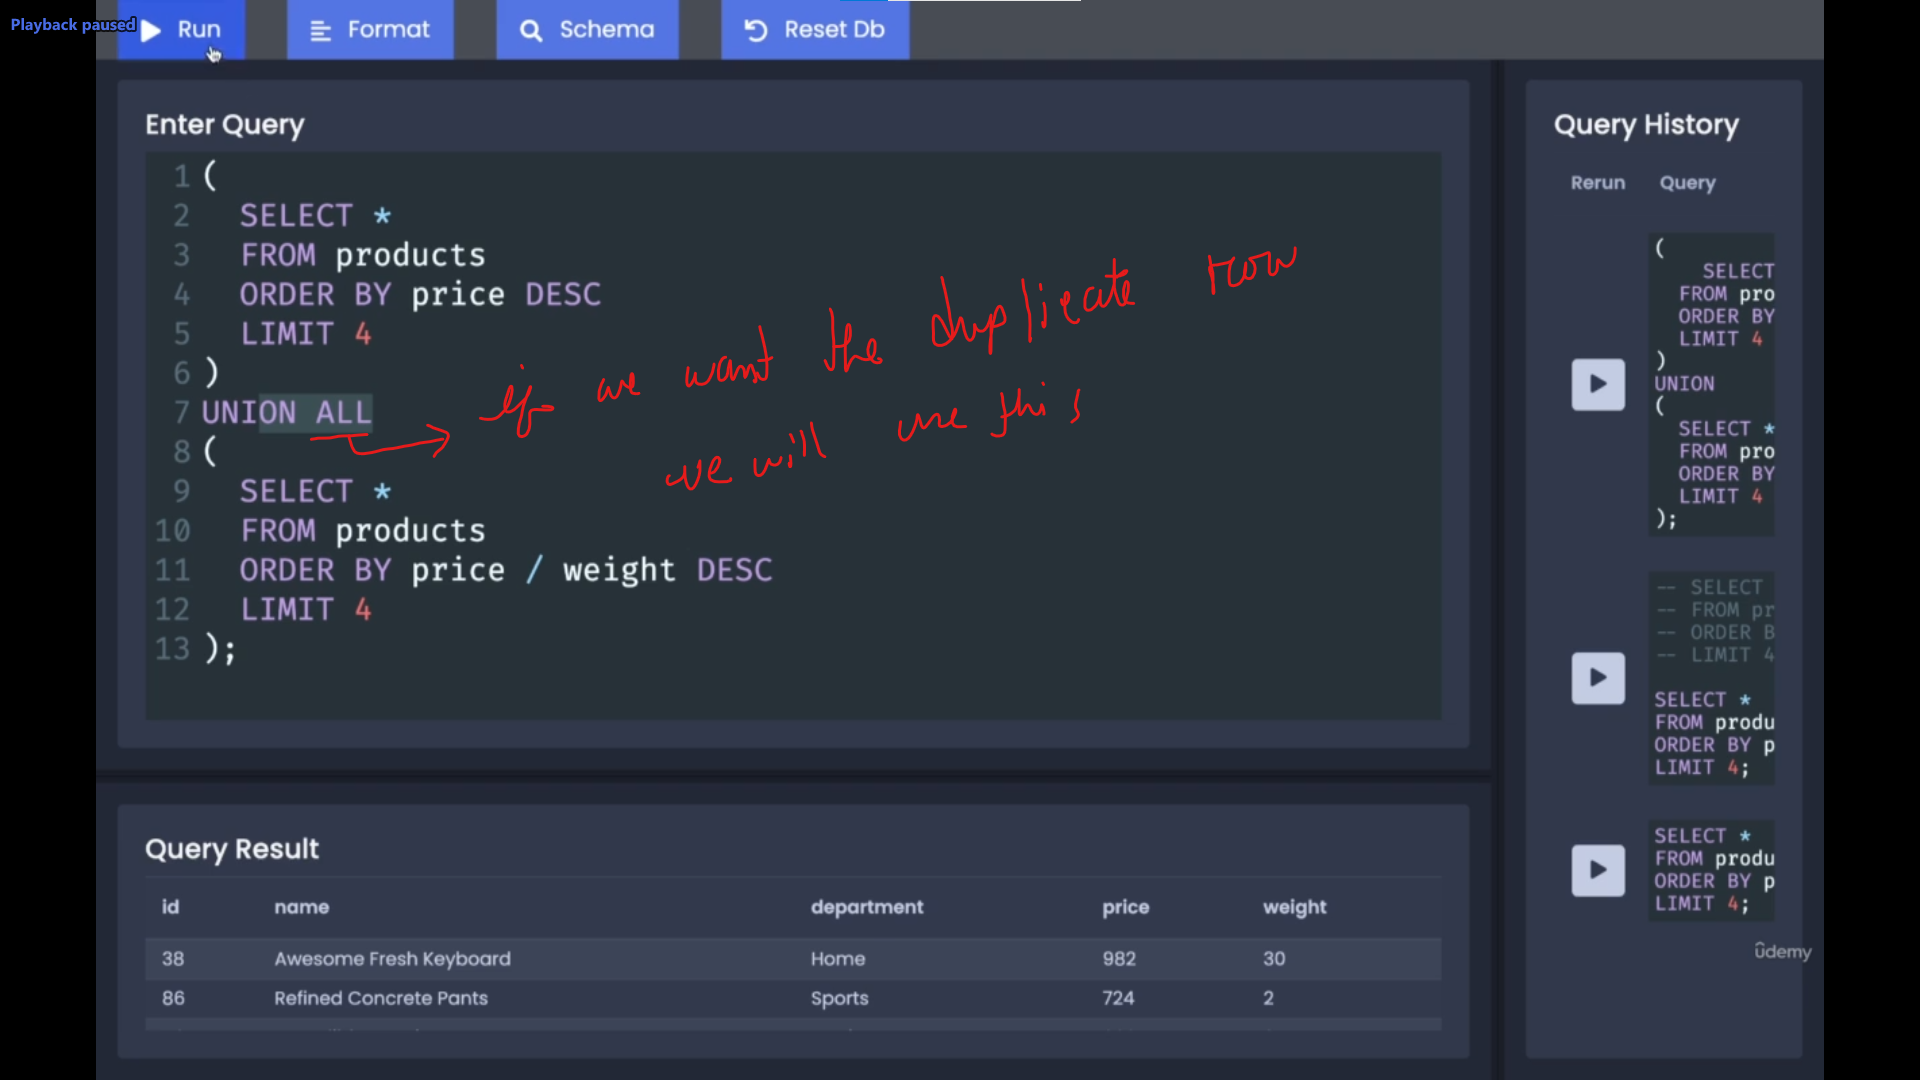 Playback paused
Run
Format
Schema
Reset Db
Enter Query
1 (
2 SELECT *
3 FROM products
4 ORDER BY price DESC
5 LIMIT 4
6 )
7 UNION ALL
8 (
9 SELECT *
10 FROM products
11 ORDER BY price / weight DESC
12 LIMIT 4
13 );
if we want the duplicate row
we will use this
Query Result
id name department price weight
38 Awesome Fresh Keyboard Home 982 30
86 Refined Concrete Pants Sports 724 2
Query History
Rerun Query
(
SELECT
FROM pro
ORDER BY
LIMIT 4
)
UNION
(
SELECT *
FROM pro
ORDER BY
LIMIT 4
);
-- SELECT
-- FROM pr
-- ORDER B
-- LIMIT 4
SELECT *
FROM produ
ORDER BY p
LIMIT 4;
SELECT *
FROM produ
ORDER BY p
LIMIT 4;
ûdemy